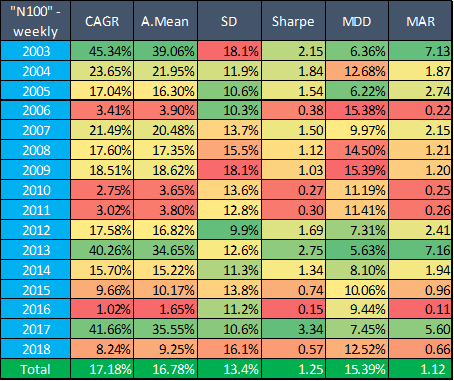 "N100" - weekly CAGR A.Mean SD Sharpe MDD MAR
2003 45.34% 39.06% 18.1% 2.15 6.36% 7.13
2004 23.65% 21.95% 11.9% 1.84 12.68% 1.87
2005 17.04% 16.30% 10.6% 1.54 6.22% 2.74
2006 3.41% 3.90% 10.3% 0.38 15.38% 0.22
2007 21.49% 20.48% 13.7% 1.50 9.97% 2.15
2008 17.60% 17.35% 15.5% 1.12 14.50% 1.21
2009 18.51% 18.62% 18.1% 1.03 15.39% 1.20
2010 2.75% 3.65% 13.6% 0.27 11.19% 0.25
2011 3.02% 3.80% 12.8% 0.30 11.41% 0.26
2012 17.58% 16.82% 9.9% 1.69 7.31% 2.41
2013 40.26% 34.65% 12.6% 2.75 5.63% 7.16
2014 15.70% 15.22% 11.3% 1.34 8.10% 1.94
2015 9.66% 10.17% 13.8% 0.74 10.06% 0.96
2016 1.02% 1.65% 11.2% 0.15 9.44% 0.11
2017 41.66% 35.55% 10.6% 3.34 7.45% 5.60
2018 8.24% 9.25% 16.1% 0.57 12.52% 0.66
Total 17.18% 16.78% 13.4% 1.25 15.39% 1.12